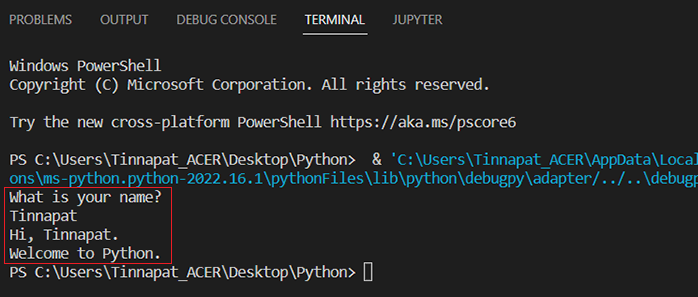 PROBLEMS OUTPUT DEBUG CONSOLE TERMINAL JUPYTER
Windows PowerShell
Copyright (C) Microsoft Corporation. All rights reserved.
Try the new cross-platform PowerShell https://aka.ms/pscore6
PS C:\Users\Tinnapat_ACER\Desktop\Python>  & 'C:\Users\Tinnapat_ACER\AppData\Local
ons\ms-python.python-2022.16.1\pythonFiles\lib\python\debugpy\adapter/../..\debugp
What is your name?
Tinnapat
Hi, Tinnapat.
Welcome to Python.
PS C:\Users\Tinnapat_ACER\Desktop\Python>